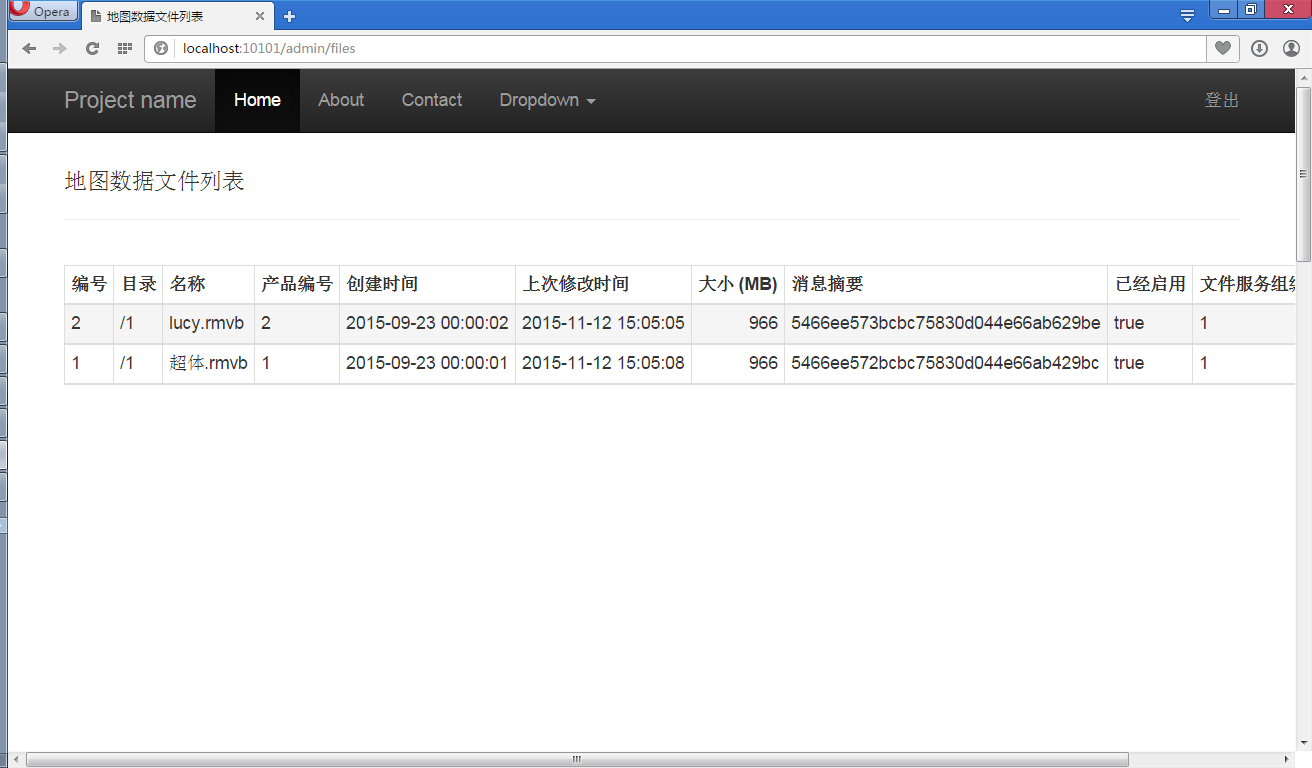 Opera
地图数据文件列表
localhost:10101/admin/files
Project name Home About Contact Dropdown 登出
地图数据文件列表
编号 目录 名称 产品编号 创建时间 上次修改时间 大小 (MB) 消息摘要 已经启用 文件服务组
2 /1 lucy.rmvb 2 2015-09-23 00:00:02 2015-11-12 15:05:05 966 5466ee573bcbc75830d044e66ab629be true 1
1 /1 超体.rmvb 1 2015-09-23 00:00:01 2015-11-12 15:05:08 966 5466ee572bcbc75830d044e66ab429bc true 1